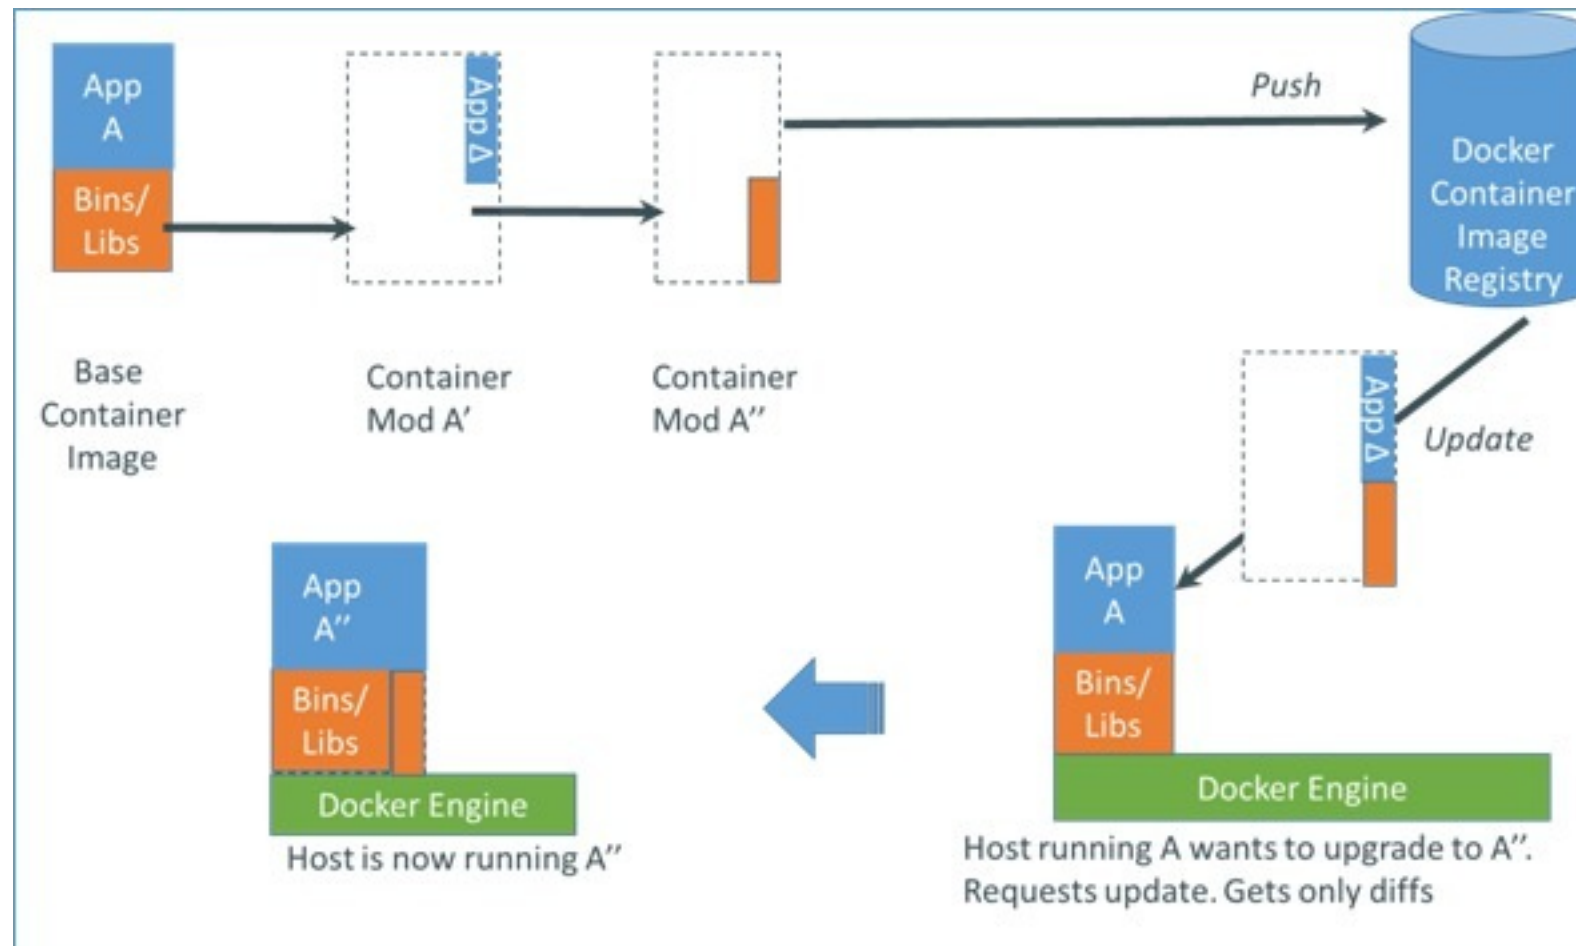 App
A
Bins/
Libs
App Δ
Push
Docker
Container
Image
Registry
Base
Container
Image
Container
Mod A’
Container
Mod A’’
App Δ
Update
App
A
Bins/
Libs
Docker Engine
Host running A wants to upgrade to A’’.
Requests update. Gets only diffs
App
A’’
Bins/
Libs
Docker Engine
Host is now running A’’